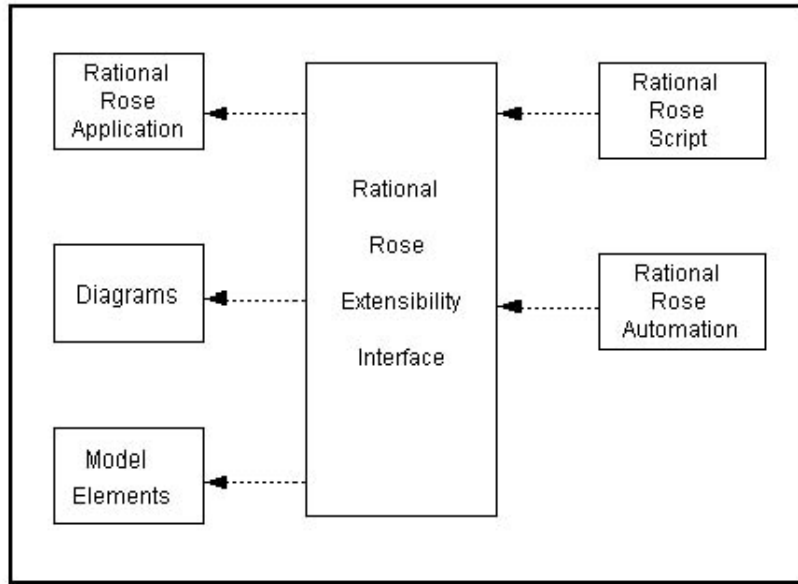 Rational
Rose
Application
Diagrams
Model
Elements
Rational
Rose
Extensibility
Interface
Rational
Rose
Script
Rational
Rose
Automation